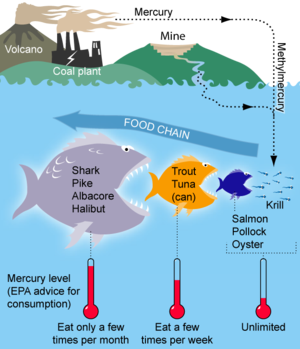 Mercury
Volcano
Mine
Coal plant
Methylmercury
FOOD CHAIN
Shark
Pike
Albacore
Halibut
Trout
Tuna
(can)
Krill
Salmon
Pollock
Oyster
Mercury level
(EPA advice for
consumption)
Eat only a few
times per month
Eat a few
times per week
Unlimited